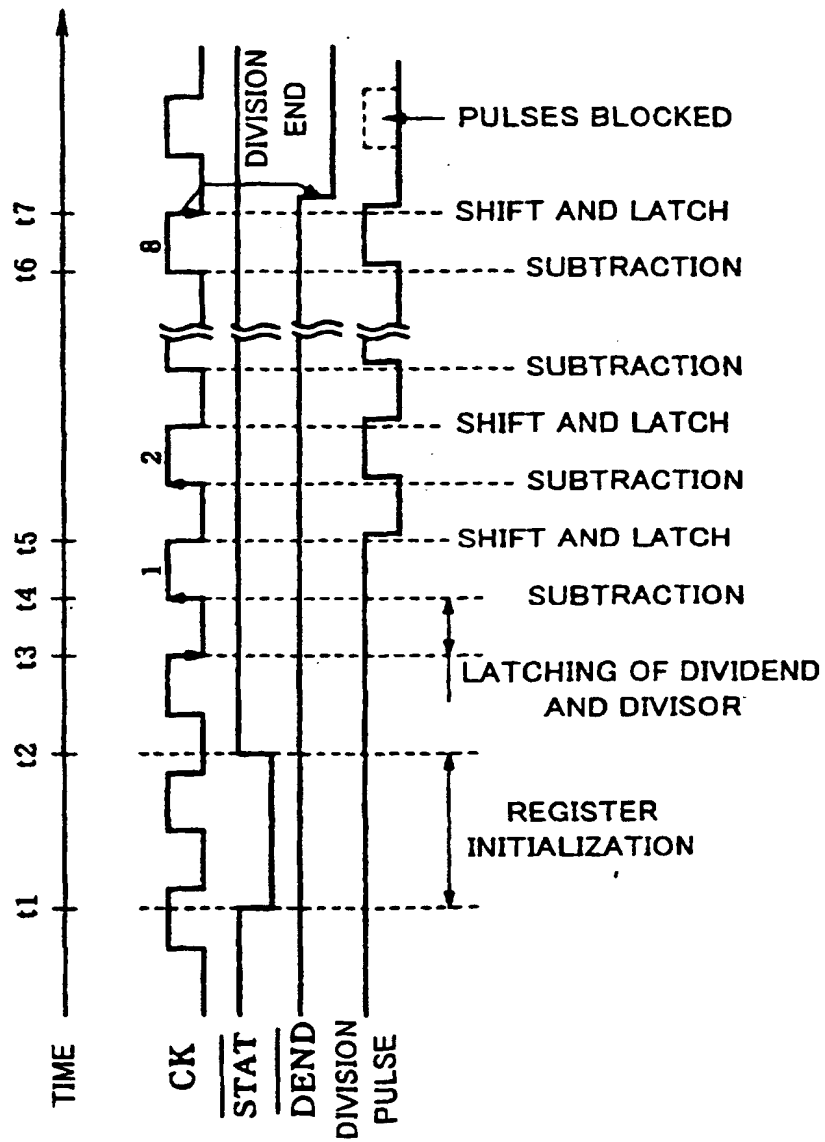 DIVISION
END
PULSES BLOCKED
t7
SHIFT AND LATCH
8
t6
SUBTRACTION
SUBTRACTION
SHIFT AND LATCH
2
SUBTRACTION
t5
SHIFT AND LATCH
1
t4
SUBTRACTION
t3
LATCHING OF DIVIDEND
AND DIVISOR
t2
REGISTER
INITIALIZATION
t1
TIME
CK
STAT
DEND
DIVISION
PULSE